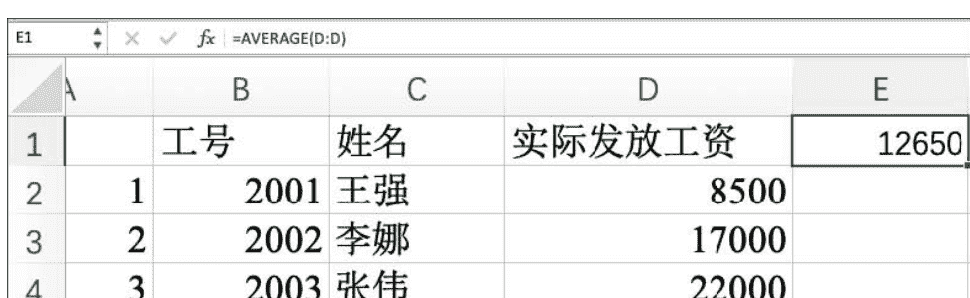 E1 fx =AVERAGE(D:D)
A B C D E
1 工号 姓名 实际发放工资 12650
2 1 2001 王强 8500
3 2 2002 李娜 17000
4 3 2003 张伟 22000